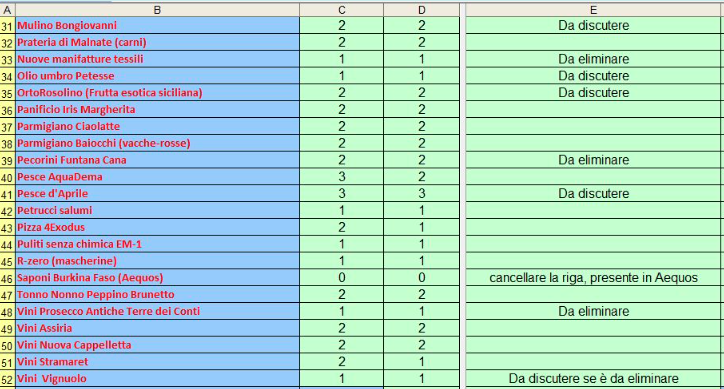 A B C D E
31 Mulino Bongiovanni 2 2 Da discutere
32 Prateria di Malnate (carni) 2 2
33 Nuove manifatture tessili 1 1 Da eliminare
34 Olio umbro Petesse 1 1 Da discutere
35 OrtoRosolino (Frutta esotica siciliana) 2 2 Da discutere
36 Panificio Iris Margherita 2 2
37 Parmigiano Ciaolatte 2 2
38 Parmigiano Baiocchi (vacche-rosse) 2 2
39 Pecorini Funtana Cana 2 2 Da eliminare
40 Pesce AquaDema 3 2
41 Pesce d'Aprile 3 3 Da discutere
42 Petrucci salumi 1 1
43 Pizza 4Exodus 2 1
44 Puliti senza chimica EM-1 1 1
45 R-zero (mascherine) 1 1
46 Saponi Burkina Faso (Aequos) 0 0 cancellare la riga, presente in Aequos
47 Tonno Nonno Peppino Brunetto 2 2
48 Vini Prosecco Antiche Terre dei Conti 1 1 Da eliminare
49 Vini Assiria 2 2
50 Vini Nuova Cappelletta 2 2
51 Vini Stramaret 2 1
52 Vini Vignuolo 1 1 Da discutere se è da eliminare